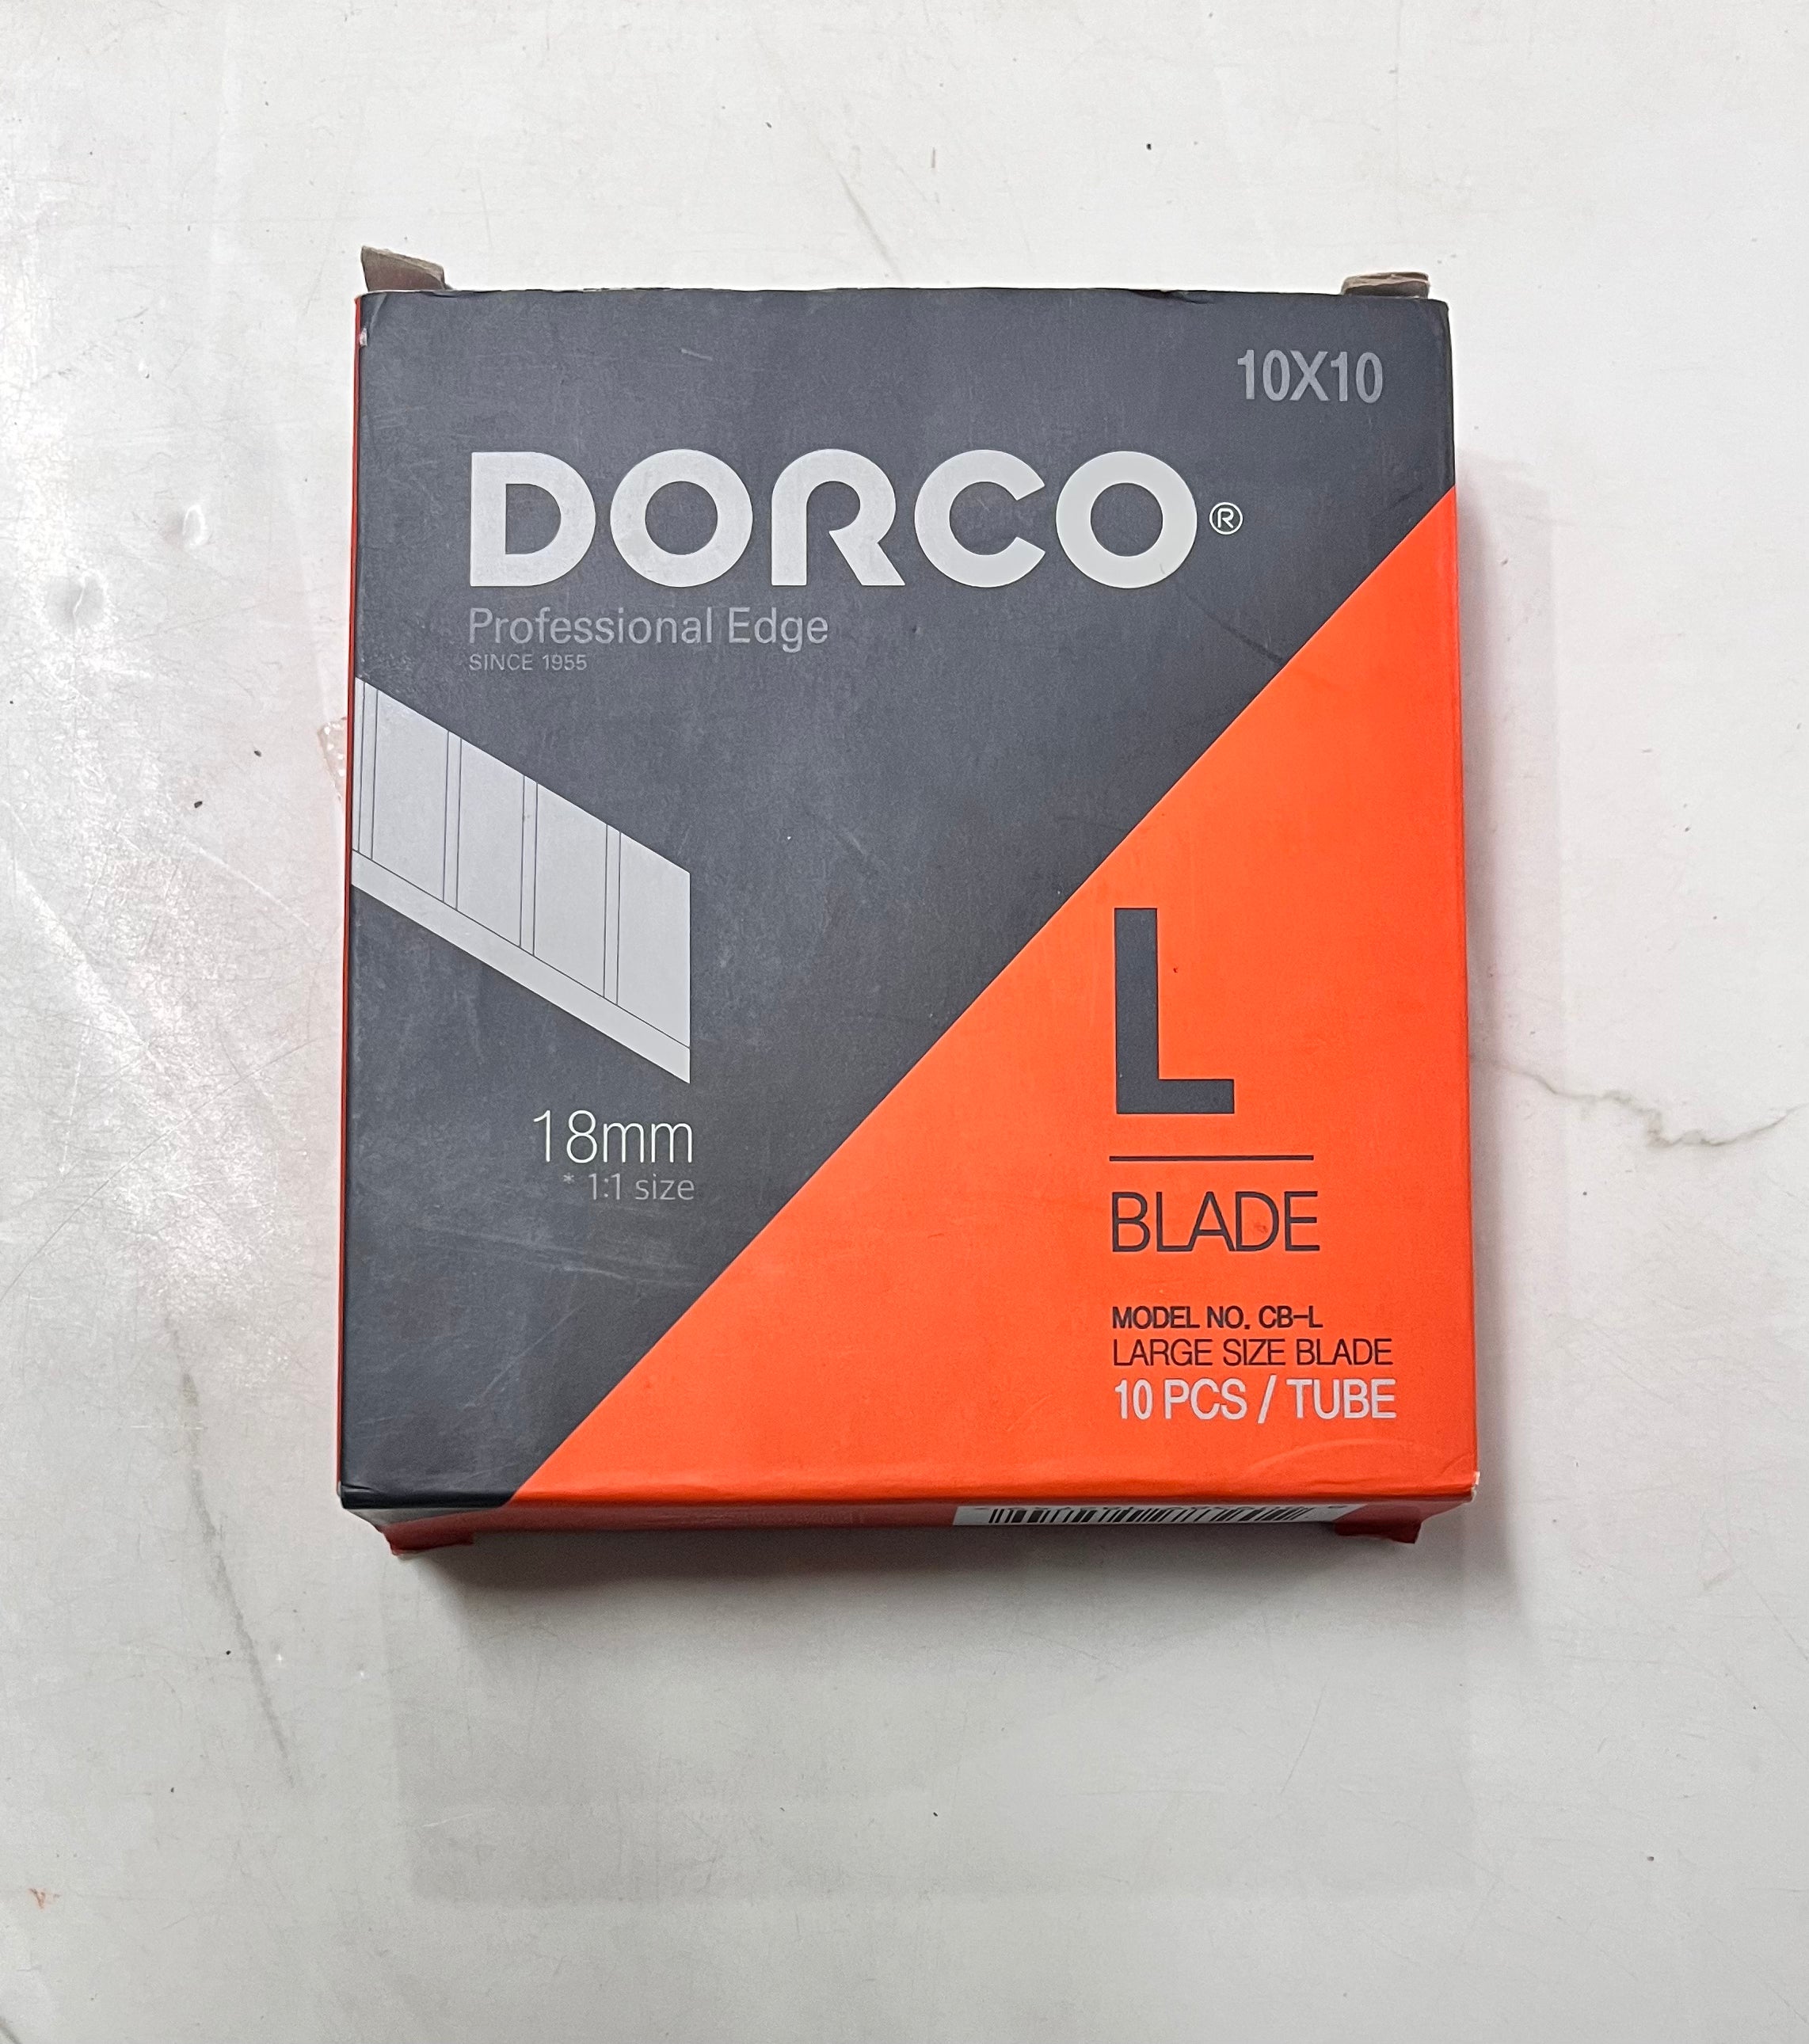 10X10
DORCO®
Professional Edge
SINCE 1955
18mm
* 1:1 size
L
BLADE
MODEL NO. CB-L
LARGE SIZE BLADE
10 PCS / TUBE